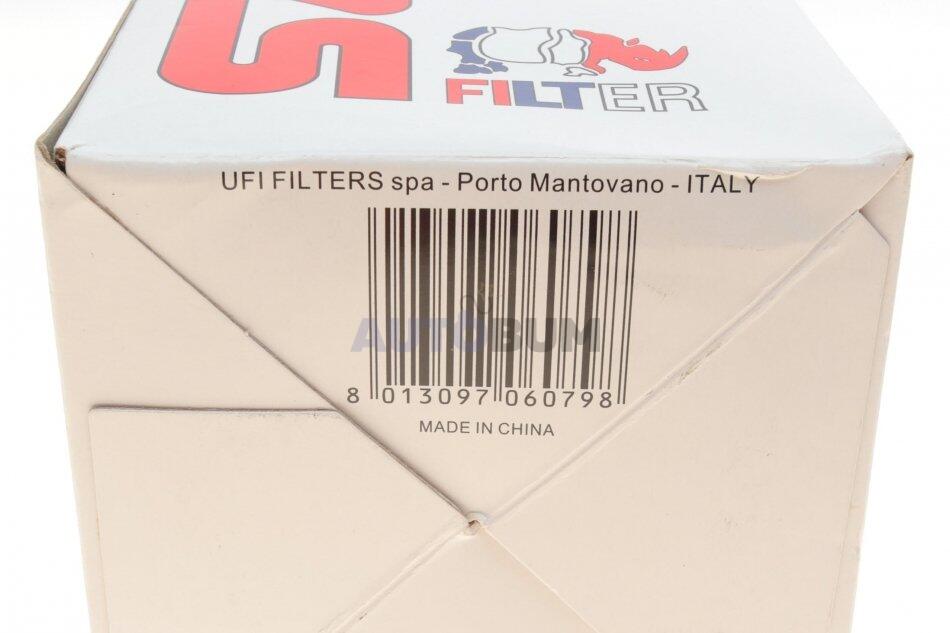 FILTER
UFI FILTERS spa - Porto Mantovano - ITALY
AUTOBUM
8 013097 060798
MADE IN CHINA